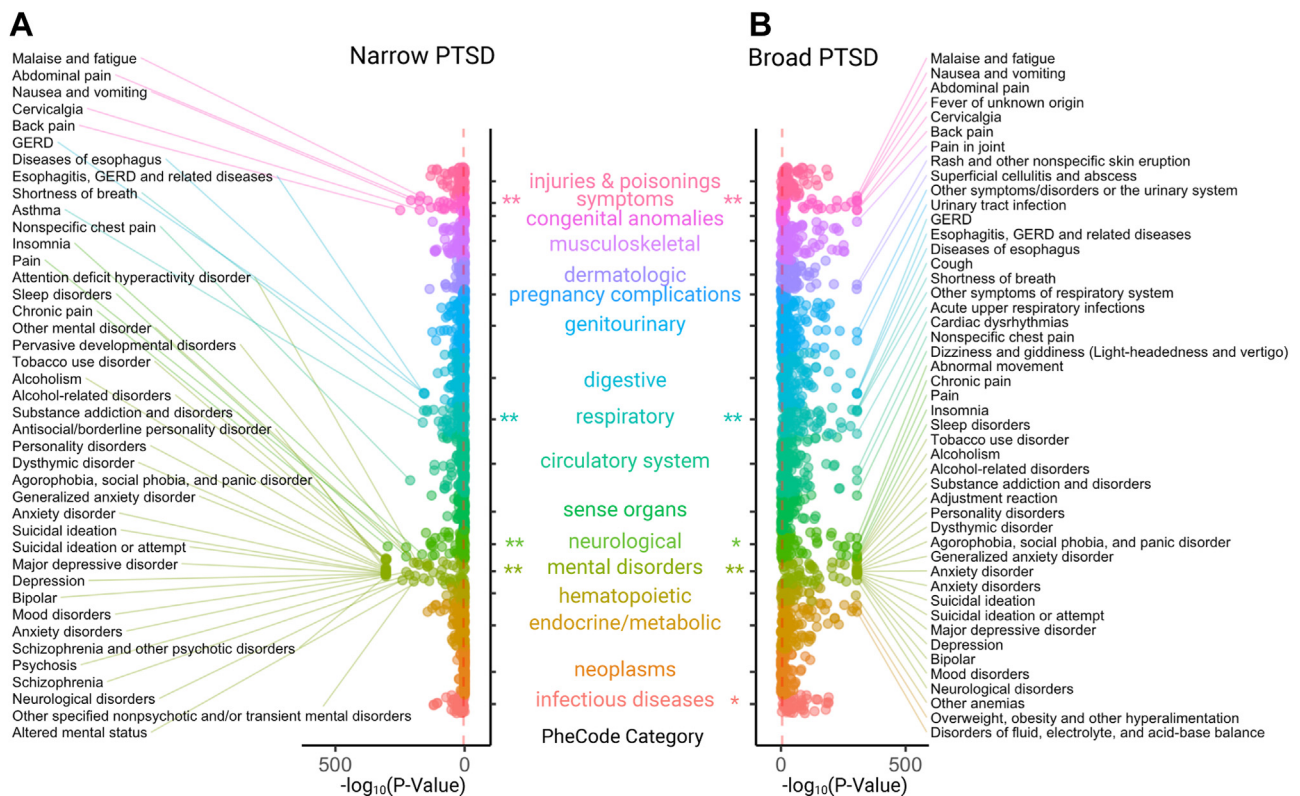 A
B
Narrow PTSD
Broad PTSD
Malaise and fatigue
Abdominal pain
Nausea and vomiting
Cervicalgia
Back pain
GERD
Diseases of esophagus
Esophagitis, GERD and related diseases
Shortness of breath
Asthma
Nonspecific chest pain
Insomnia
Pain
Attention deficit hyperactivity disorder
Sleep disorders
Chronic pain
Other mental disorder
Pervasive developmental disorders
Tobacco use disorder
Alcoholism
Alcohol-related disorders
Substance addiction and disorders
Antisocial/borderline personality disorder
Personality disorders
Dysthymic disorder
Agorophobia, social phobia, and panic disorder
Generalized anxiety disorder
Anxiety disorder
Suicidal ideation
Suicidal ideation or attempt
Major depressive disorder
Depression
Bipolar
Mood disorders
Anxiety disorders
Schizophrenia and other psychotic disorders
Psychosis
Schizophrenia
Neurological disorders
Other specified nonpsychotic and/or transient mental disorders
Altered mental status
injuries & poisonings
** symptoms **
congenital anomalies
musculoskeletal
dermatologic
pregnancy complications
genitourinary
digestive
** respiratory **
circulatory system
sense organs
** neurological *
** mental disorders **
hematopoietic
endocrine/metabolic
neoplasms
infectious diseases *
PheCode Category
Malaise and fatigue
Nausea and vomiting
Abdominal pain
Fever of unknown origin
Cervicalgia
Back pain
Pain in joint
Rash and other nonspecific skin eruption
Superficial cellulitis and abscess
Other symptoms/disorders or the urinary system
Urinary tract infection
GERD
Esophagitis, GERD and related diseases
Diseases of esophagus
Cough
Shortness of breath
Other symptoms of respiratory system
Acute upper respiratory infections
Cardiac dysrhythmias
Nonspecific chest pain
Dizziness and giddiness (Light-headedness and vertigo)
Abnormal movement
Chronic pain
Pain
Insomnia
Sleep disorders
Tobacco use disorder
Alcoholism
Alcohol-related disorders
Substance addiction and disorders
Adjustment reaction
Personality disorders
Dysthymic disorder
Agorophobia, social phobia, and panic disorder
Generalized anxiety disorder
Anxiety disorder
Anxiety disorders
Suicidal ideation
Suicidal ideation or attempt
Major depressive disorder
Depression
Bipolar
Mood disorders
Neurological disorders
Other anemias
Overweight, obesity and other hyperalimentation
Disorders of fluid, electrolyte, and acid-base balance
500 0
-log₁₀(P-Value)
0 500
-log₁₀(P-Value)